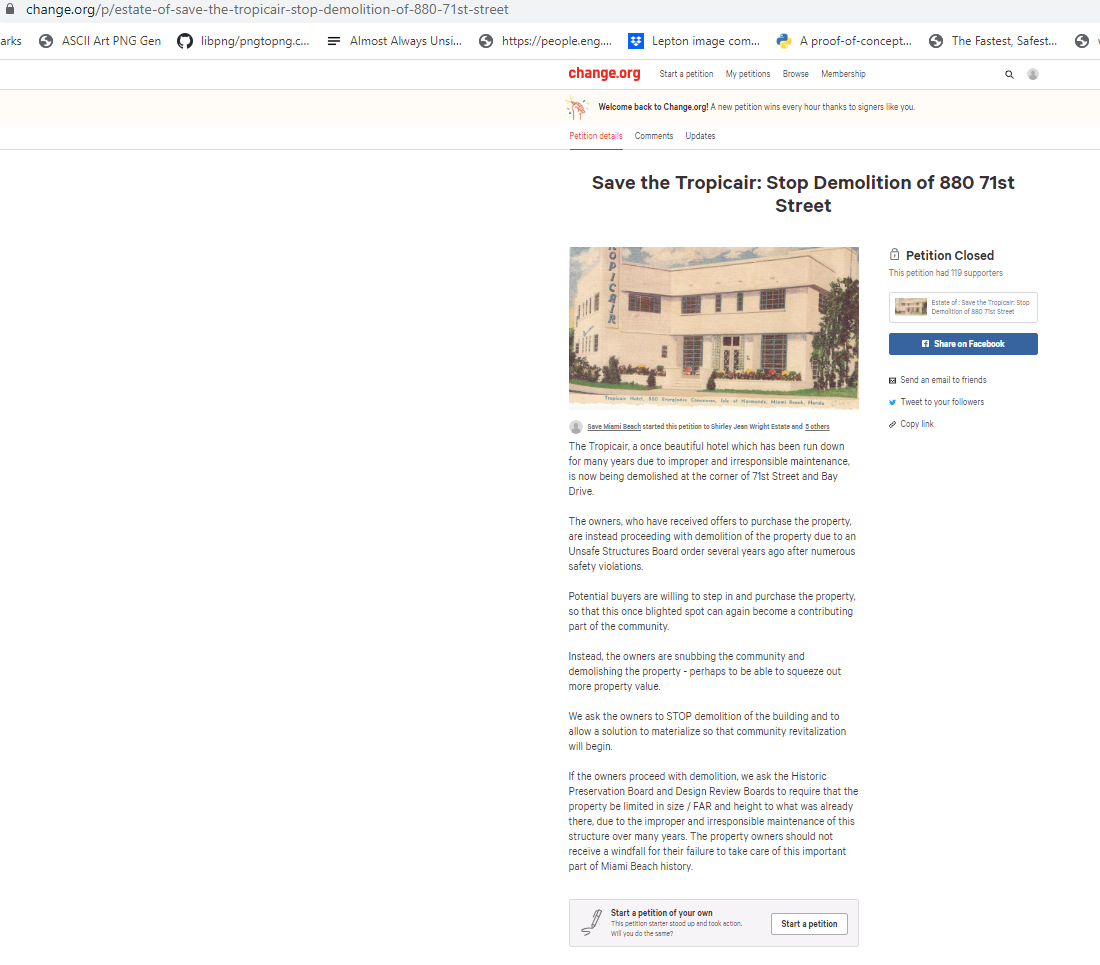 change.org/p/estate-of-save-the-tropicair-stop-demolition-of-880-71st-street
arks
ASCII Art PNG Gen
libpng/pngtopng.c...
Almost Always Unsi...
https://people.eng....
Lepton image com...
A proof-of-concept...
The Fastest, Safest...
change.org
Start a petition
My petitions
Browse
Membership
Welcome back to Change.org! A new petition wins every hour thanks to signers like you.
Petition details
Comments
Updates
Save the Tropicair: Stop Demolition of 880 71st
Street
OPICAIR
Tropicair Hotel, 880 Everglades Concourse, Isle of Normandy, Miami Beach, Florida
Save Miami Beach started this petition to Shirley Jean Wright Estate and 5 others
The Tropicair, a once beautiful hotel which has been run down
for many years due to improper and irresponsible maintenance,
is now being demolished at the corner of 71st Street and Bay
Drive.
The owners, who have received offers to purchase the property,
are instead proceeding with demolition of the property due to an
Unsafe Structures Board order several years ago after numerous
safety violations.
Potential buyers are willing to step in and purchase the property,
so that this once blighted spot can again become a contributing
part of the community.
Instead, the owners are snubbing the community and
demolishing the property - perhaps to be able to squeeze out
more property value.
We ask the owners to STOP demolition of the building and to
allow a solution to materialize so that community revitalization
will begin.
If the owners proceed with demolition, we ask the Historic
Preservation Board and Design Review Boards to require that the
property be limited in size / FAR and height to what was already
there, due to the improper and irresponsible maintenance of this
structure over many years. The property owners should not
receive a windfall for their failure to take care of this important
part of Miami Beach history.
Petition Closed
This petition had 119 supporters
Estate of : Save the Tropicair: Stop
Demolition of 880 71st Street
Share on Facebook
Send an email to friends
Tweet to your followers
Copy link
Start a petition of your own
This petition starter stood up and took action.
Will you do the same?
Start a petition